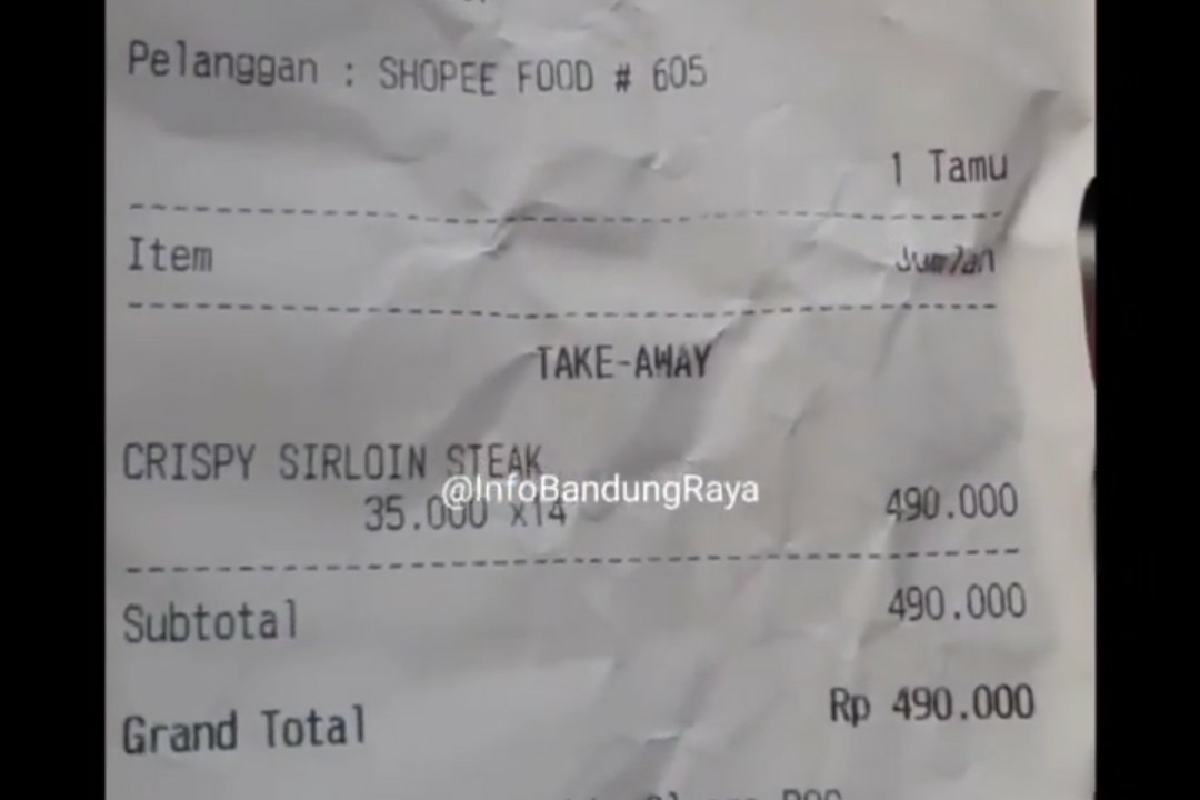 Pelanggan : SHOPEE FOOD # 605
1 Tamu
Item Jumlah
TAKE-AWAY
CRISPY SIRLOIN STEAK
@InfoBandungRaya
35.000 x14 490.000
Subtotal 490.000
Grand Total Rp 490.000